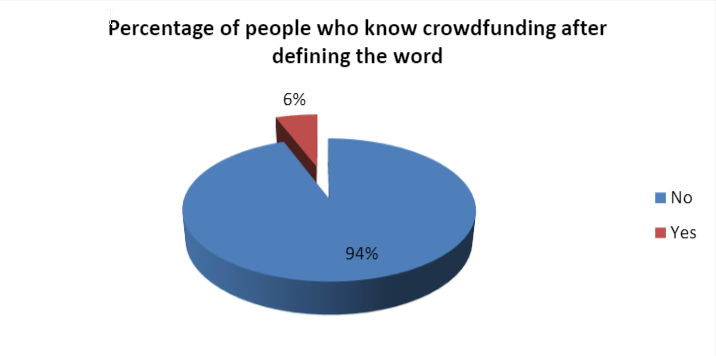 Percentage of people who know crowdfunding after
defining the word
6%
94%
No
Yes